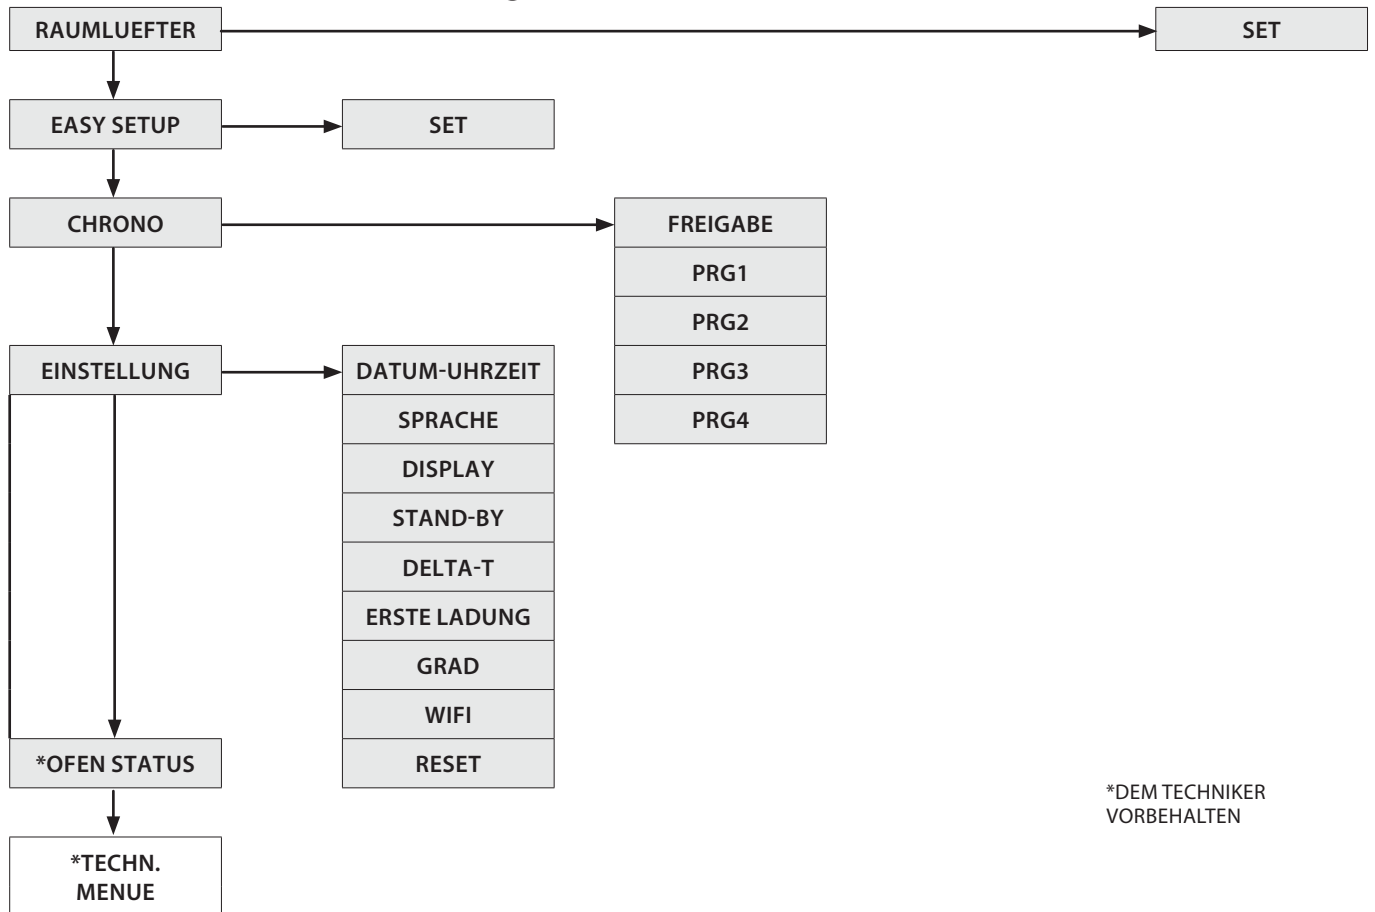 RAUMLUEFTER
SET
EASY SETUP
SET
CHRONO
FREIGABE
PRG1
PRG2
PRG3
PRG4
EINSTELLUNG
DATUM-UHRZEIT
SPRACHE
DISPLAY
STAND-BY
DELTA-T
ERSTE LADUNG
GRAD
WIFI
RESET
*OFEN STATUS
*TECHN.
MENUE
*DEM TECHNIKER
VORBEHALTEN